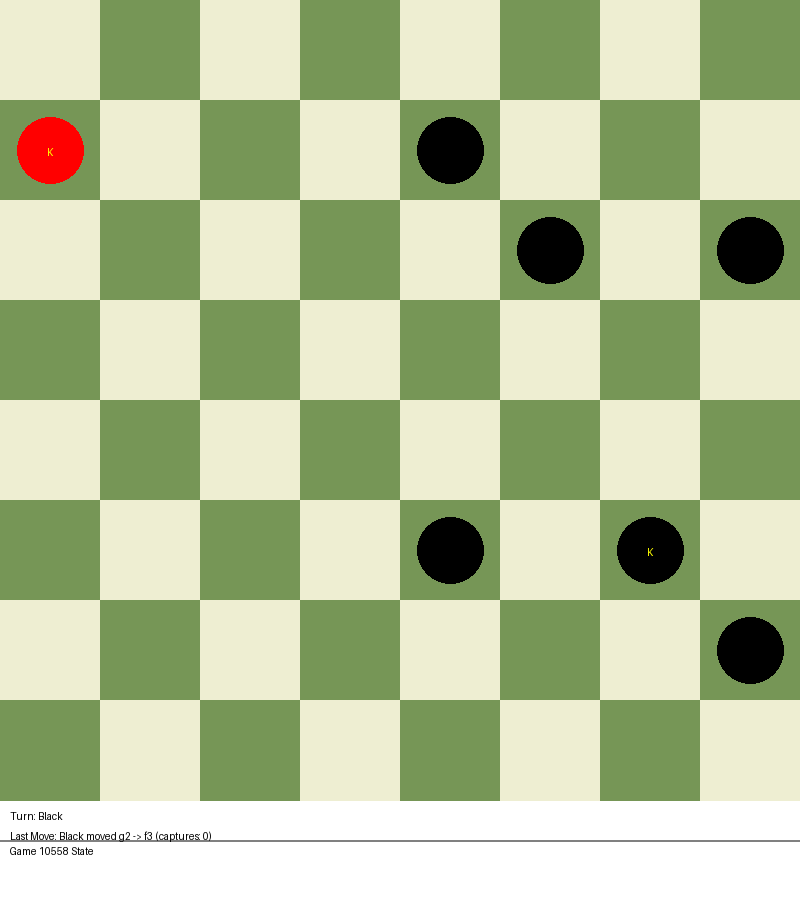 K
K
Turn: Black
Last Move: Black moved g2 -> f3 (captures: 0)
Game 10558 State